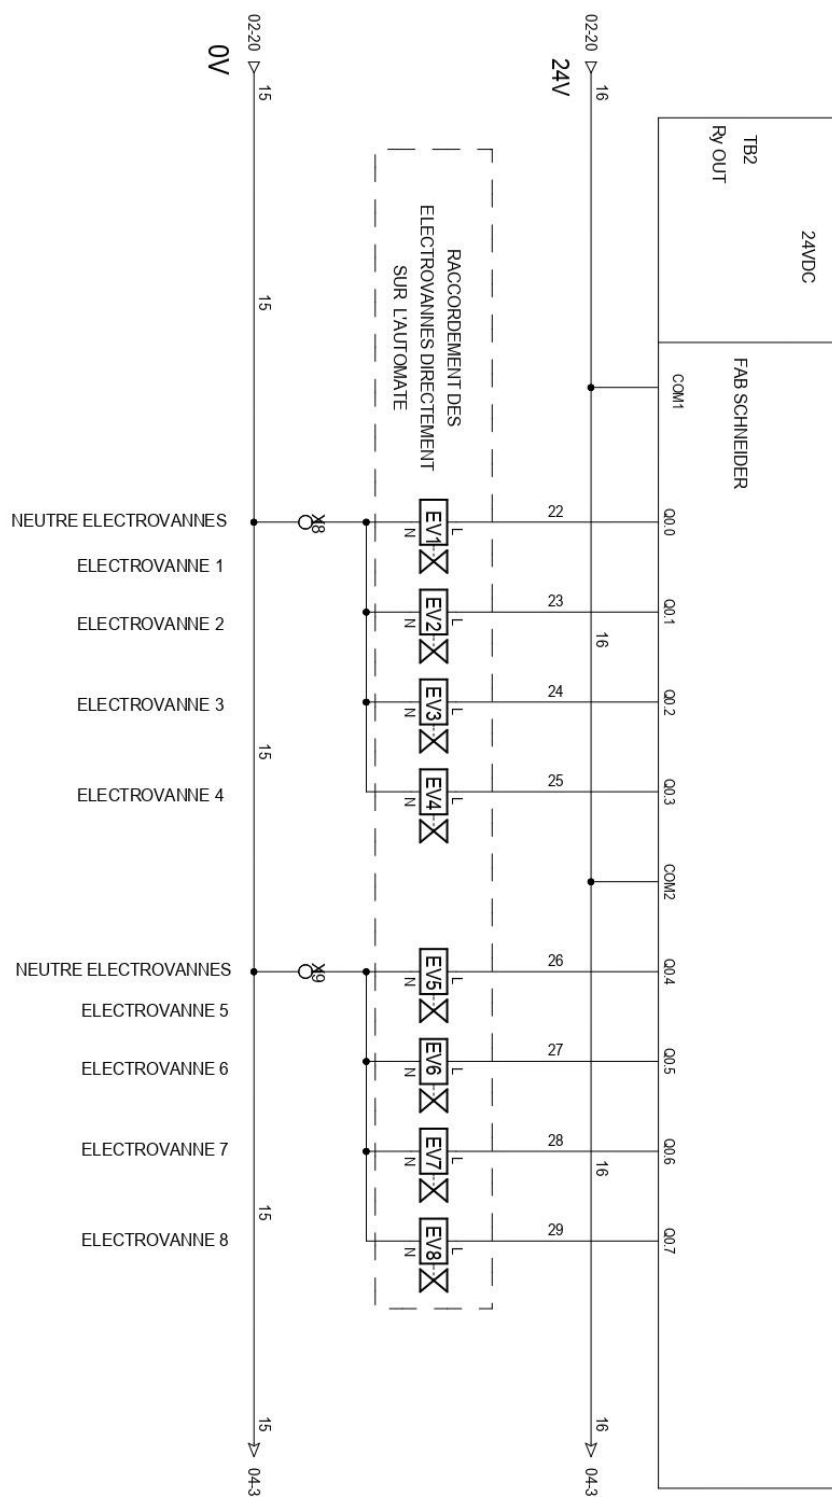 24VDC
TB2
Ry OUT
FAB SCHNEIDER
COM1
Q0.0
Q0.1
Q0.2
Q0.3
COM2
Q0.4
Q0.5
Q0.6
Q0.7
02-20
16
16
16
16
04-3
24V
22
23
24
25
26
27
28
29
RACCORDEMENT DES
ELECTROVANNES DIRECTEMENT
SUR L'AUTOMATE
L
L
L
L
L
L
L
L
EV1
EV2
EV3
EV4
EV5
EV6
EV7
EV8
N
N
N
N
N
N
N
N
X8
X9
02-20
15
15
15
15
15
04-3
0V
NEUTRE ELECTROVANNES
ELECTROVANNE 1
ELECTROVANNE 2
ELECTROVANNE 3
ELECTROVANNE 4
NEUTRE ELECTROVANNES
ELECTROVANNE 5
ELECTROVANNE 6
ELECTROVANNE 7
ELECTROVANNE 8